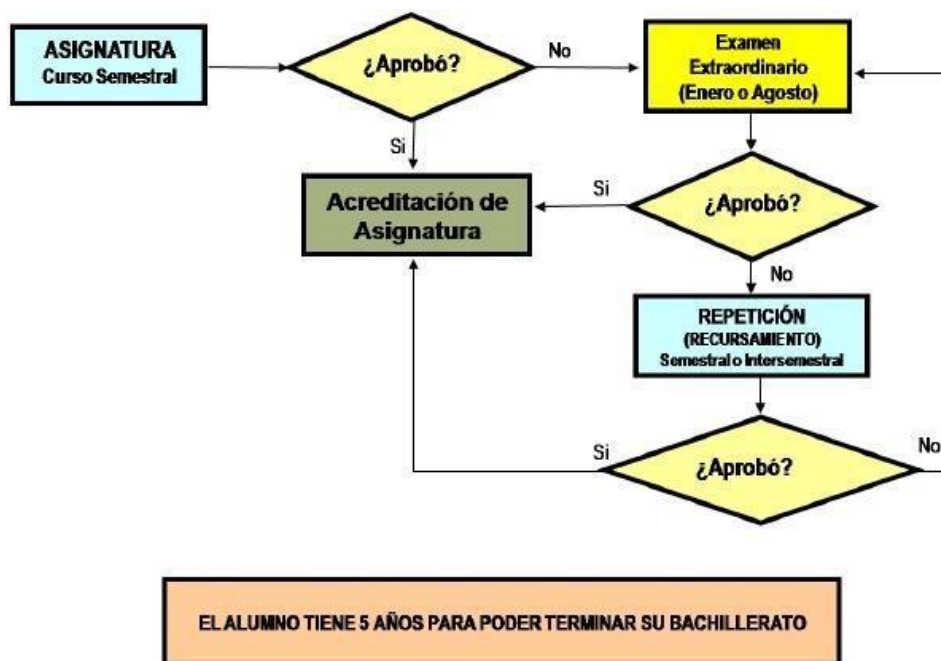 ASIGNATURA
Curso Semestral
¿Aprobó?
No
Examen
Extraordinario
(Enero o Agosto)
Si
Acreditación de
Asignatura
Si
¿Aprobó?
No
REPETICIÓN
(RECURSAMIENTO)
Semestral o Intersemestral
Si
¿Aprobó?
No
EL ALUMNO TIENE 5 AÑOS PARA PODER TERMINAR SU BACHILLERATO